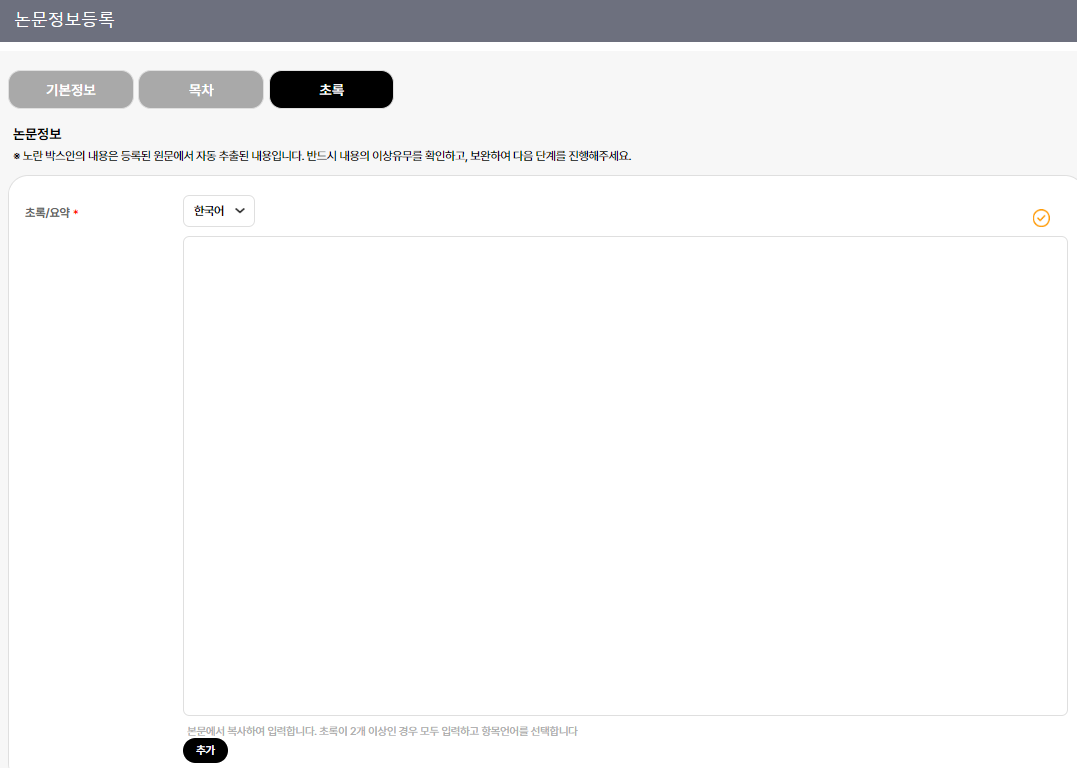 논문정보등록
기본정보
목차
초록
논문정보
※ 노란 박스안의 내용은 등록된 원문에서 자동 추출된 내용입니다. 반드시 내용의 이상유무를 확인하고, 보완하여 다음 단계를 진행해주세요.
초록/요약 *
한국어
본문에서 복사하여 입력합니다. 초록이 2개 이상인 경우 모두 입력하고 항목언어를 선택합니다
추가